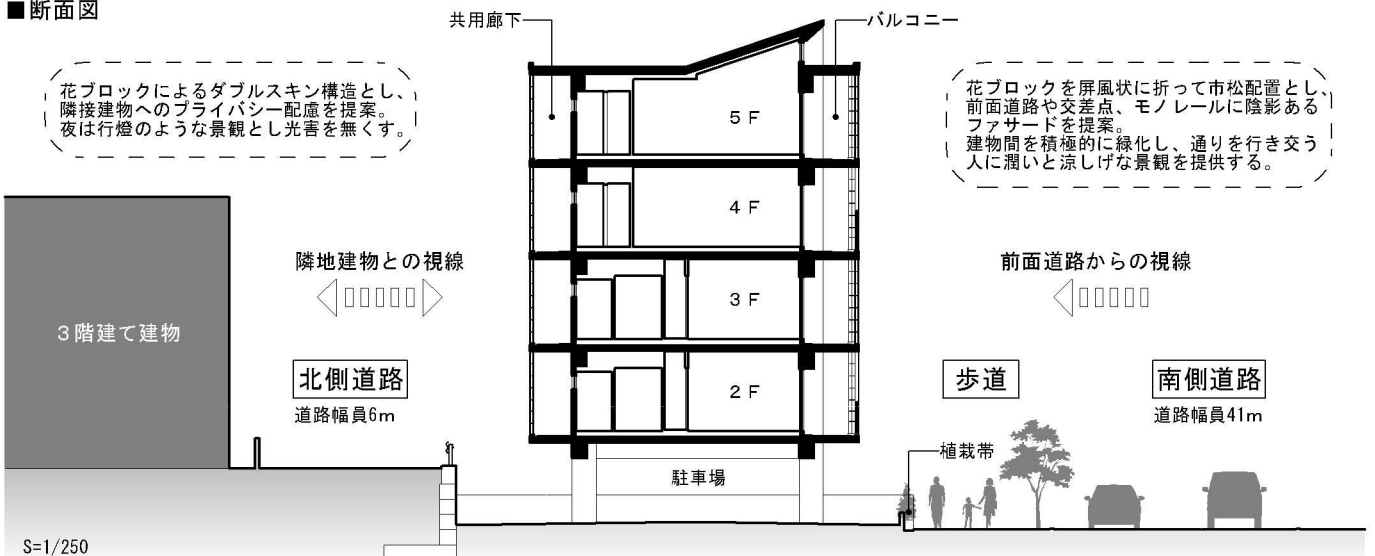 ■断面図
共用廊下
バルコニー
花ブロックによるダブルスキン構造とし、
隣接建物へのプライバシー配慮を提案。
夜は行燈のような景観とし光害を無くす。
花ブロックを屏風状に折って市松配置とし、
前面道路や交差点、モノレールに陰影ある
ファサードを提案。
建物間を積極的に緑化し、通りを行き交う
人に潤いと涼しげな景観を提供する。
5F
4F
隣地建物との視線
前面道路からの視線
3F
3階建て建物
北側道路
道路幅員6m
2F
歩道
南側道路
道路幅員41m
植栽帯
駐車場
S=1/250